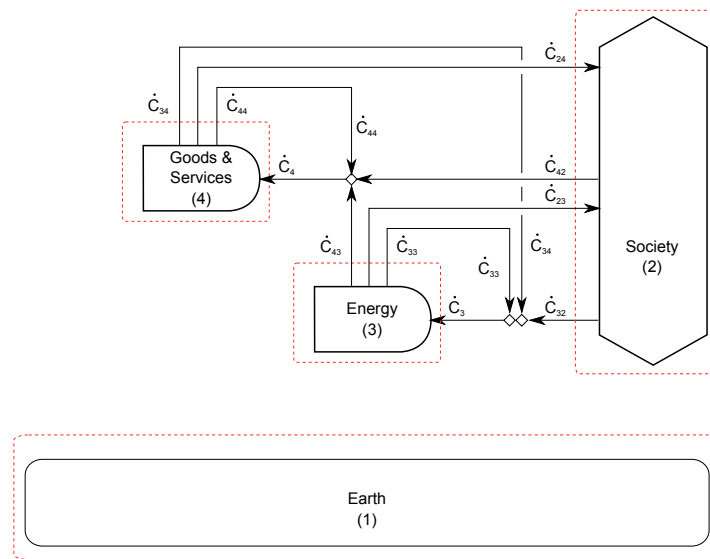 Ċ₂₄
Ċ₃₄
Ċ₄₄
Ċ₄₄
Goods &
Services
(4)
Ċ₄
Ċ₄₂
Ċ₂₃
Ċ₄₃
Ċ₃₃
Ċ₃₄
Society
(2)
Ċ₃₃
Energy
(3)
Ċ₃
Ċ₃₂
Earth
(1)